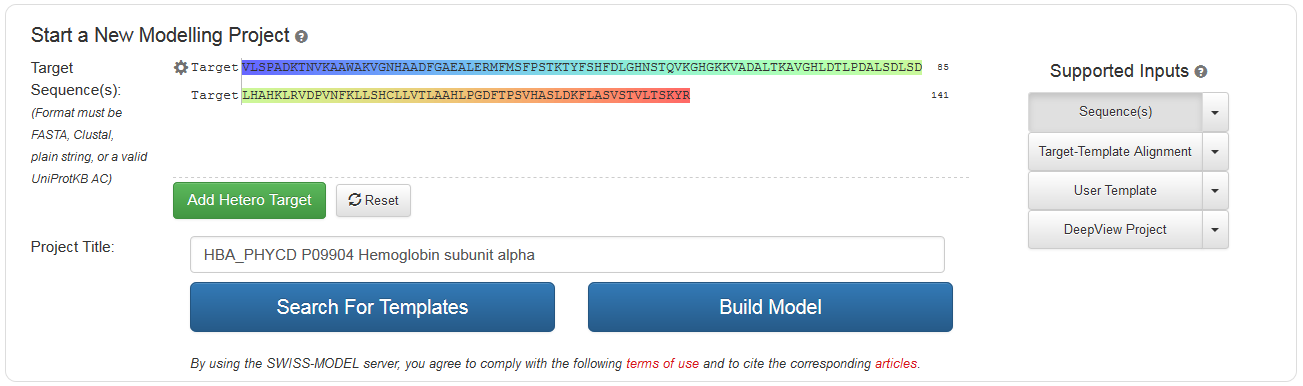 Start a New Modelling Project ?
Target
Sequence(s):
(Format must be
FASTA, Clustal,
plain string, or a valid
UniProtKB AC)
Target VLSPADKTNVKAAWAKVGNHAADFGAEALERMFMSFPSTKTYFSHFDLGHNSTQVKGHGKKVADALTKAVGHLDTLPDALSDLSD 85
Target LHAHKLRVDPVNFKLLSHCLLVTLAAHLPGDFTPSVHASLDKFLASVSTVLTSKYR 141
Add Hetero Target
Reset
Project Title:
HBA_PHYCD P09904 Hemoglobin subunit alpha
Search For Templates
Build Model
By using the SWISS-MODEL server, you agree to comply with the following terms of use and to cite the corresponding articles.
Supported Inputs ?
Sequence(s)
Target-Template Alignment
User Template
DeepView Project